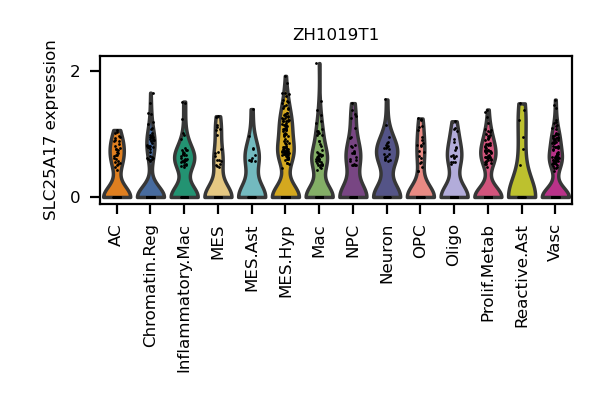 ZH1019T1
SLC25A17 expression
2
0
AC
Chromatin.Reg
Inflammatory.Mac
MES
MES.Ast
MES.Hyp
Mac
NPC
Neuron
OPC
Oligo
Prolif.Metab
Reactive.Ast
Vasc